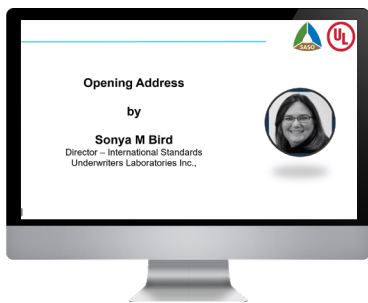 SASO
UL
Opening Address
by
Sonya M Bird
Director – International Standards
Underwriters Laboratories Inc.,